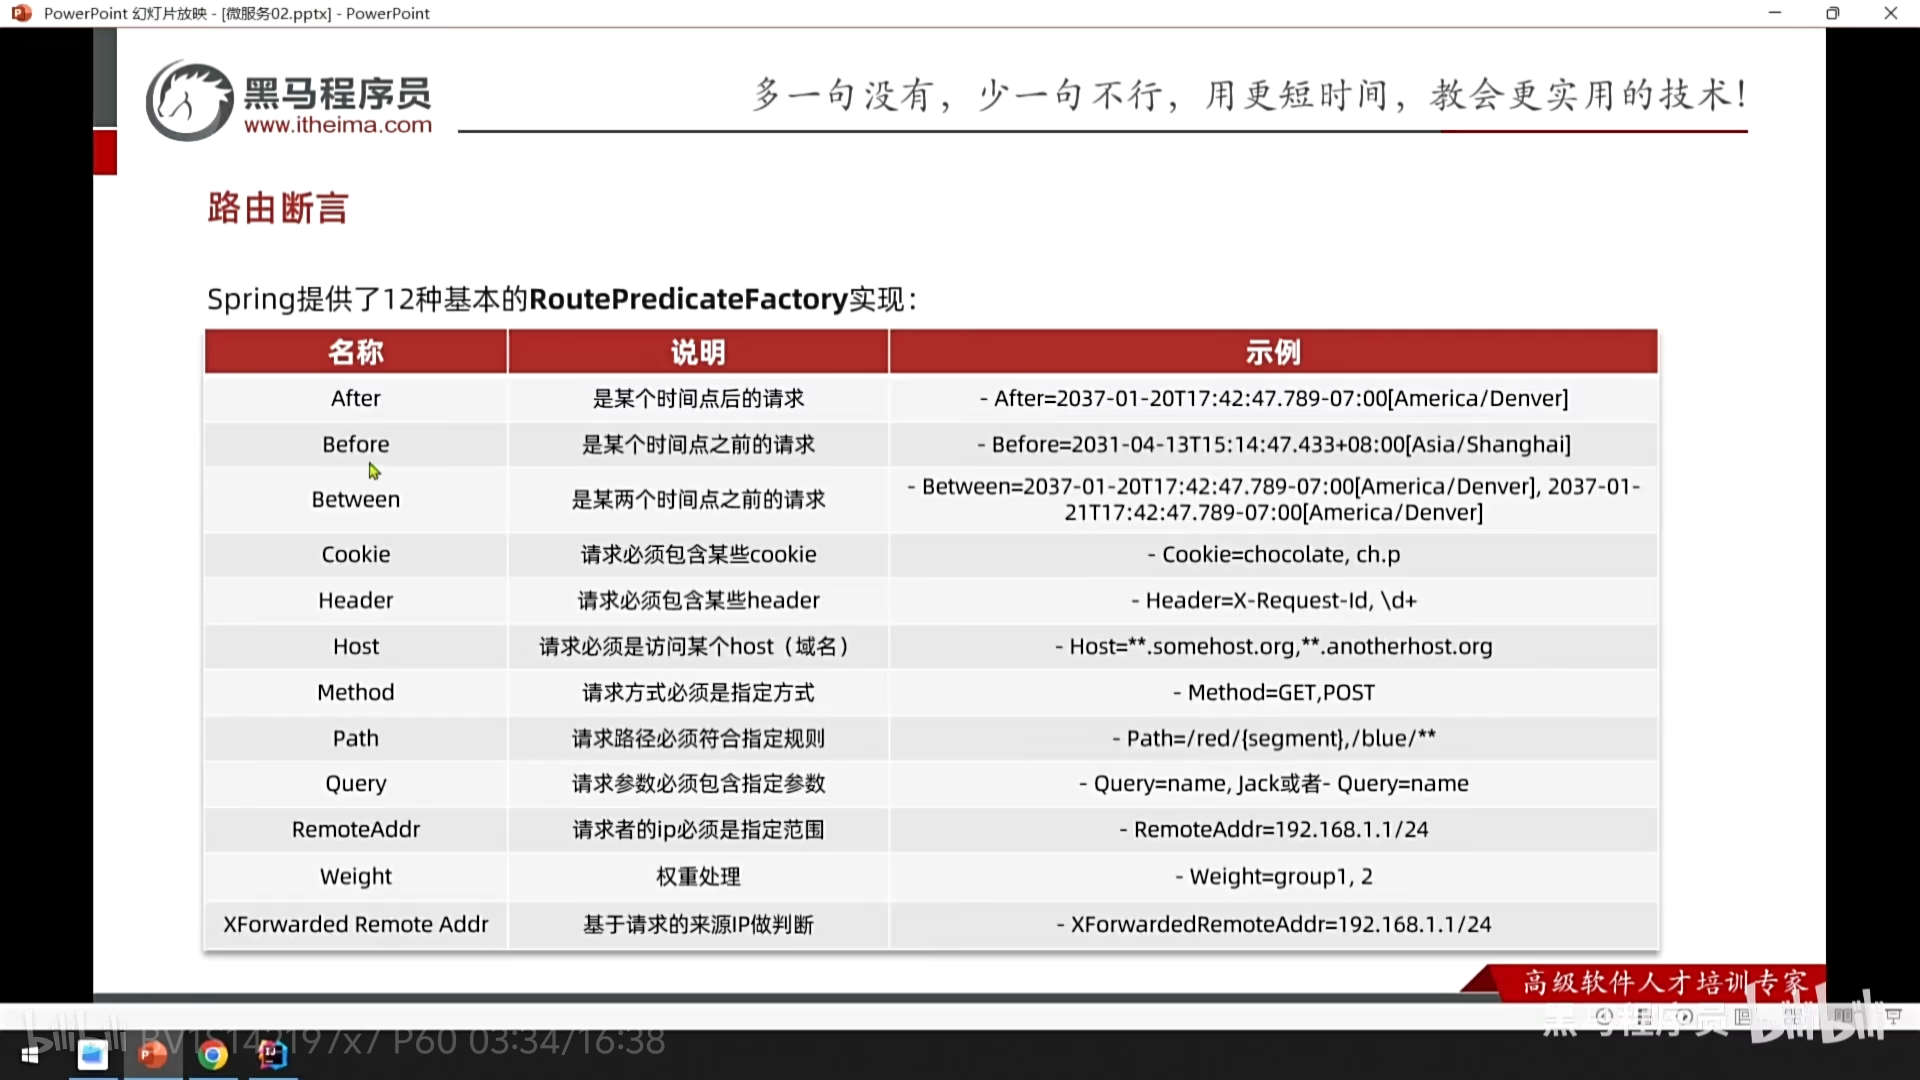 PowerPoint 幻灯片放映 - [微服务02.pptx] - PowerPoint
黑马程序员
www.itheima.com
多一句没有，少一句不行，用更短时间，教会更实用的技术！
路由断言
Spring提供了12种基本的RoutePredicateFactory实现：
名称 说明 示例
After 是某个时间点后的请求 - After=2037-01-20T17:42:47.789-07:00[America/Denver]
Before 是某个时间点之前的请求 - Before=2031-04-13T15:14:47.433+08:00[Asia/Shanghai]
Between 是某两个时间点之前的请求 - Between=2037-01-20T17:42:47.789-07:00[America/Denver], 2037-01-
21T17:42:47.789-07:00[America/Denver]
Cookie 请求必须包含某些cookie - Cookie=chocolate, ch.p
Header 请求必须包含某些header - Header=X-Request-Id, \d+
Host 请求必须是访问某个host（域名） - Host=**.somehost.org,**.anotherhost.org
Method 请求方式必须是指定方式 - Method=GET,POST
Path 请求路径必须符合指定规则 - Path=/red/{segment},/blue/**
Query 请求参数必须包含指定参数 - Query=name, Jack或者- Query=name
RemoteAddr 请求者的ip必须是指定范围 - RemoteAddr=192.168.1.1/24
Weight 权重处理 - Weight=group1, 2
XForwarded Remote Addr 基于请求的来源IP做判断 - XForwardedRemoteAddr=192.168.1.1/24
高级软件人才培训专家
黑马程序员 bilibili
bilibili P60 03:34/16:38